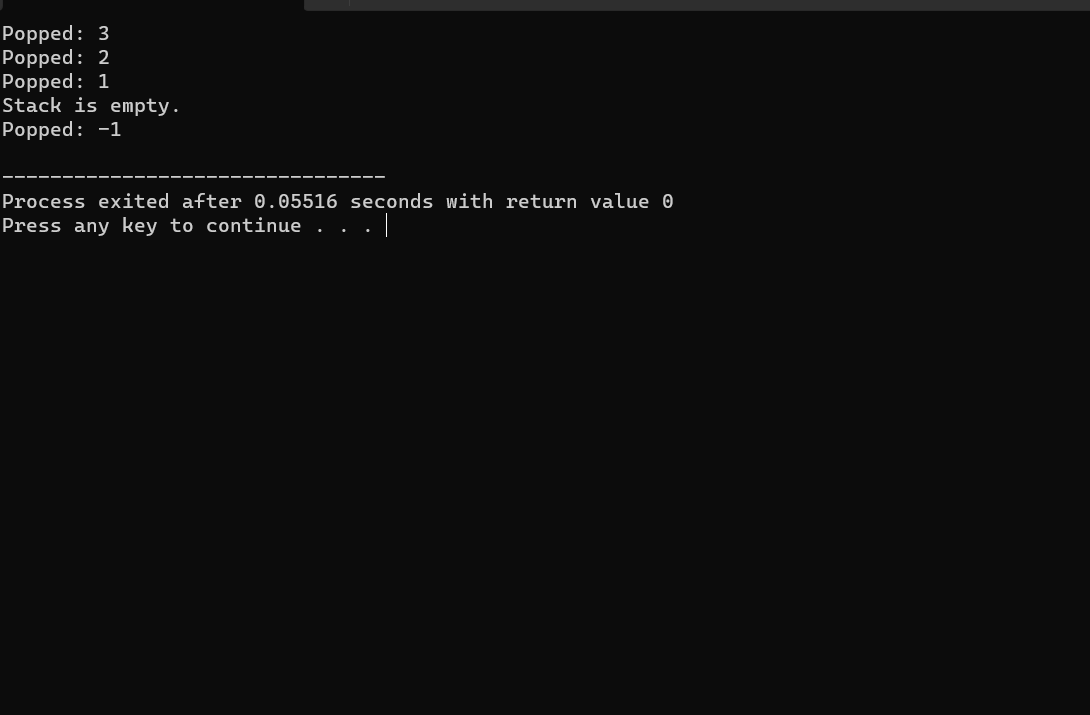 Popped: 3
Popped: 2
Popped: 1
Stack is empty.
Popped: -1
--------------------------------
Process exited after 0.05516 seconds with return value 0
Press any key to continue . . .